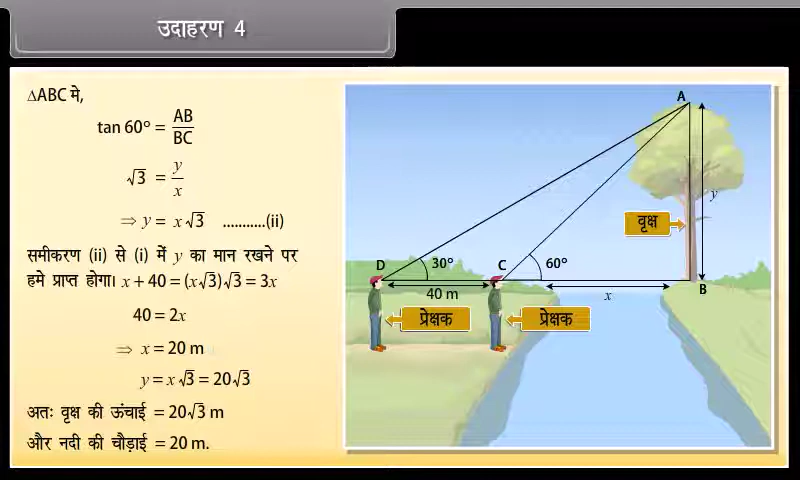 उदाहरण 4
∆ABC मे,
tan 60° = AB/BC
√3 = y/x
⇒ y = x√3 ...........(ii)
समीकरण (ii) से (i) में y का मान रखने पर
हमे प्राप्त होगा। x + 40 = (x√3)√3 = 3x
40 = 2x
⇒ x = 20 m
y = x√3 = 20√3
अतः वृक्ष की ऊंचाई = 20√3 m
और नदी की चौड़ाई = 20 m.
A
y
वृक्ष
D 30° C 60°
B
40 m x
प्रेक्षक प्रेक्षक